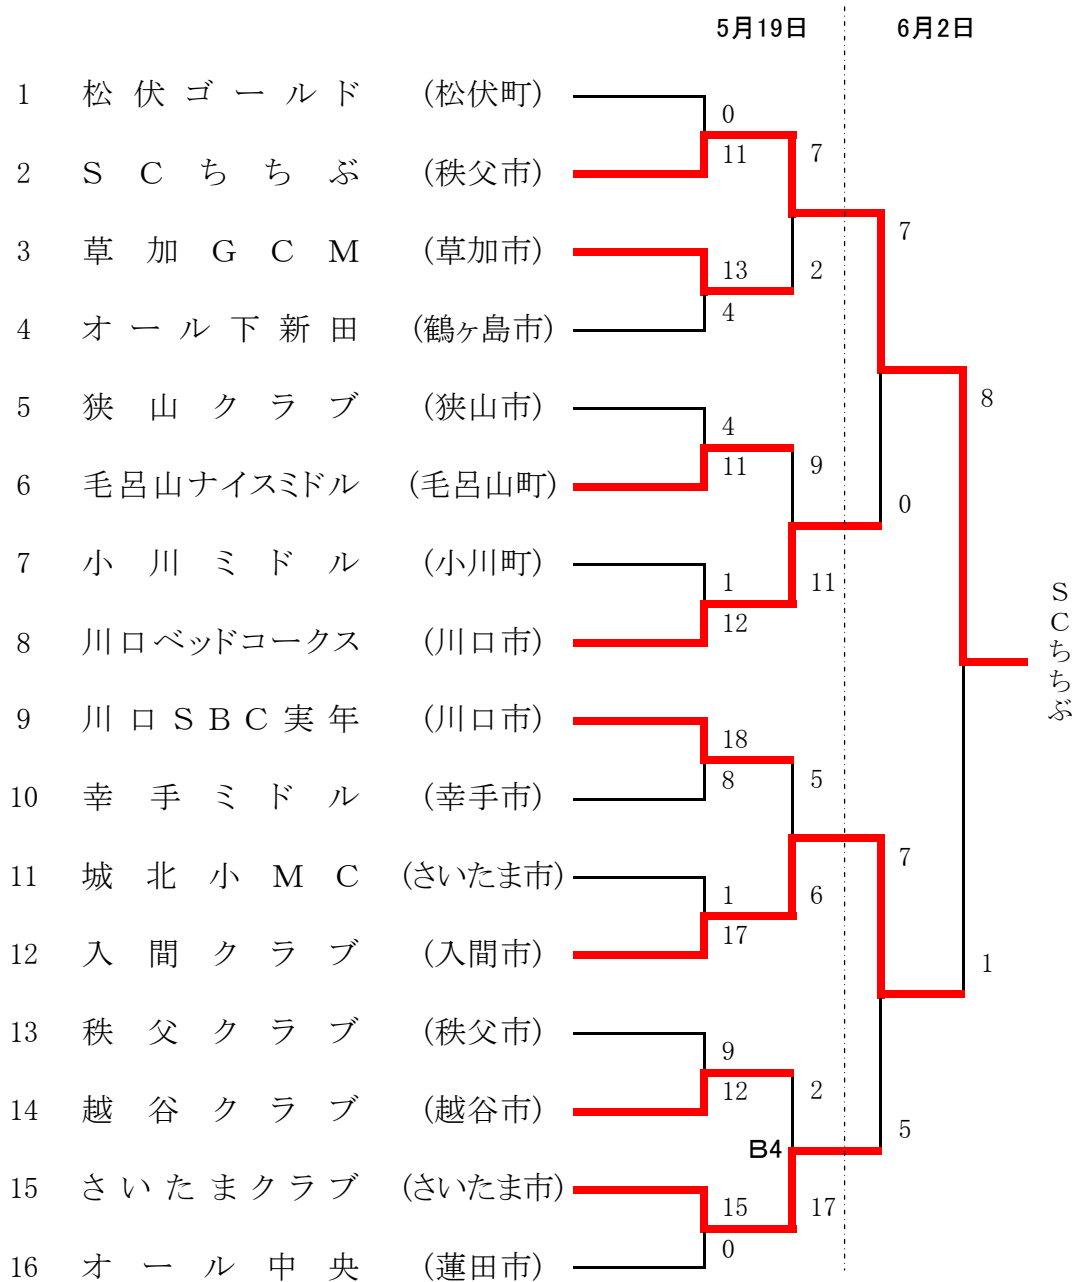 5月19日 6月2日
1 松伏ゴールド (松伏町)
0
11
7
2 SCちちぶ (秩父市)
7
3 草加GCM (草加市)
13
2
4
4 オール下新田 (鶴ヶ島市)
8
5 狭山クラブ (狭山市)
4
11
9
6 毛呂山ナイスミドル (毛呂山町)
0
7 小川ミドル (小川町)
1
11
12
8 川口ベッドコークス (川口市)
SCちちぶ
9 川口SBC実年 (川口市)
18
8
5
10 幸手ミドル (幸手市)
7
11 城北小MC (さいたま市)
1
6
17
12 入間クラブ (入間市)
1
13 秩父クラブ (秩父市)
9
12
2
14 越谷クラブ (越谷市)
5
B4
15 さいたまクラブ (さいたま市)
15
17
0
16 オール中央 (蓮田市)